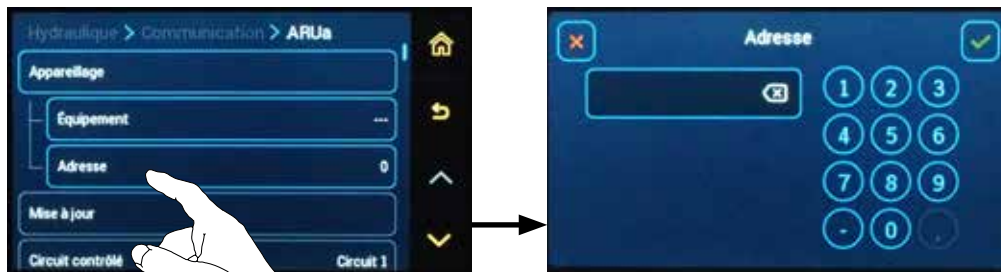 Hydraulique > Communication > ARUa
Appareillage
Équipement ---
Adresse 0
Mise à jour
Circuit contrôlé Circuit 1
Adresse
1 2 3
4 5 6
7 8 9
- 0 .